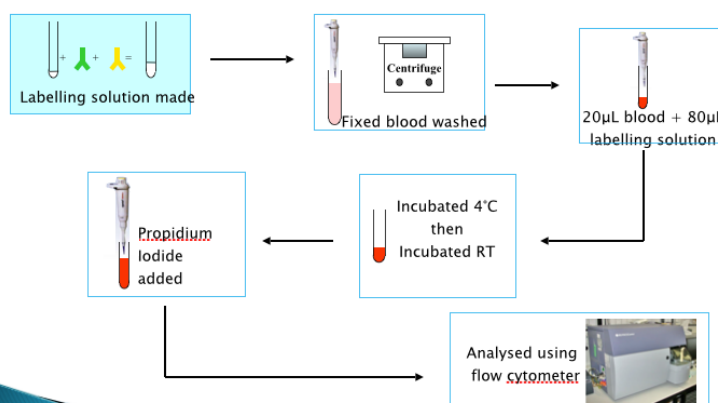 + + =
Labelling solution made
Centrifuge
Fixed blood washed
20μL blood + 80μL
labelling solution
Incubated 4°C
then
Incubated RT
Propidium
Iodide
added
Analysed using
flow cytometer